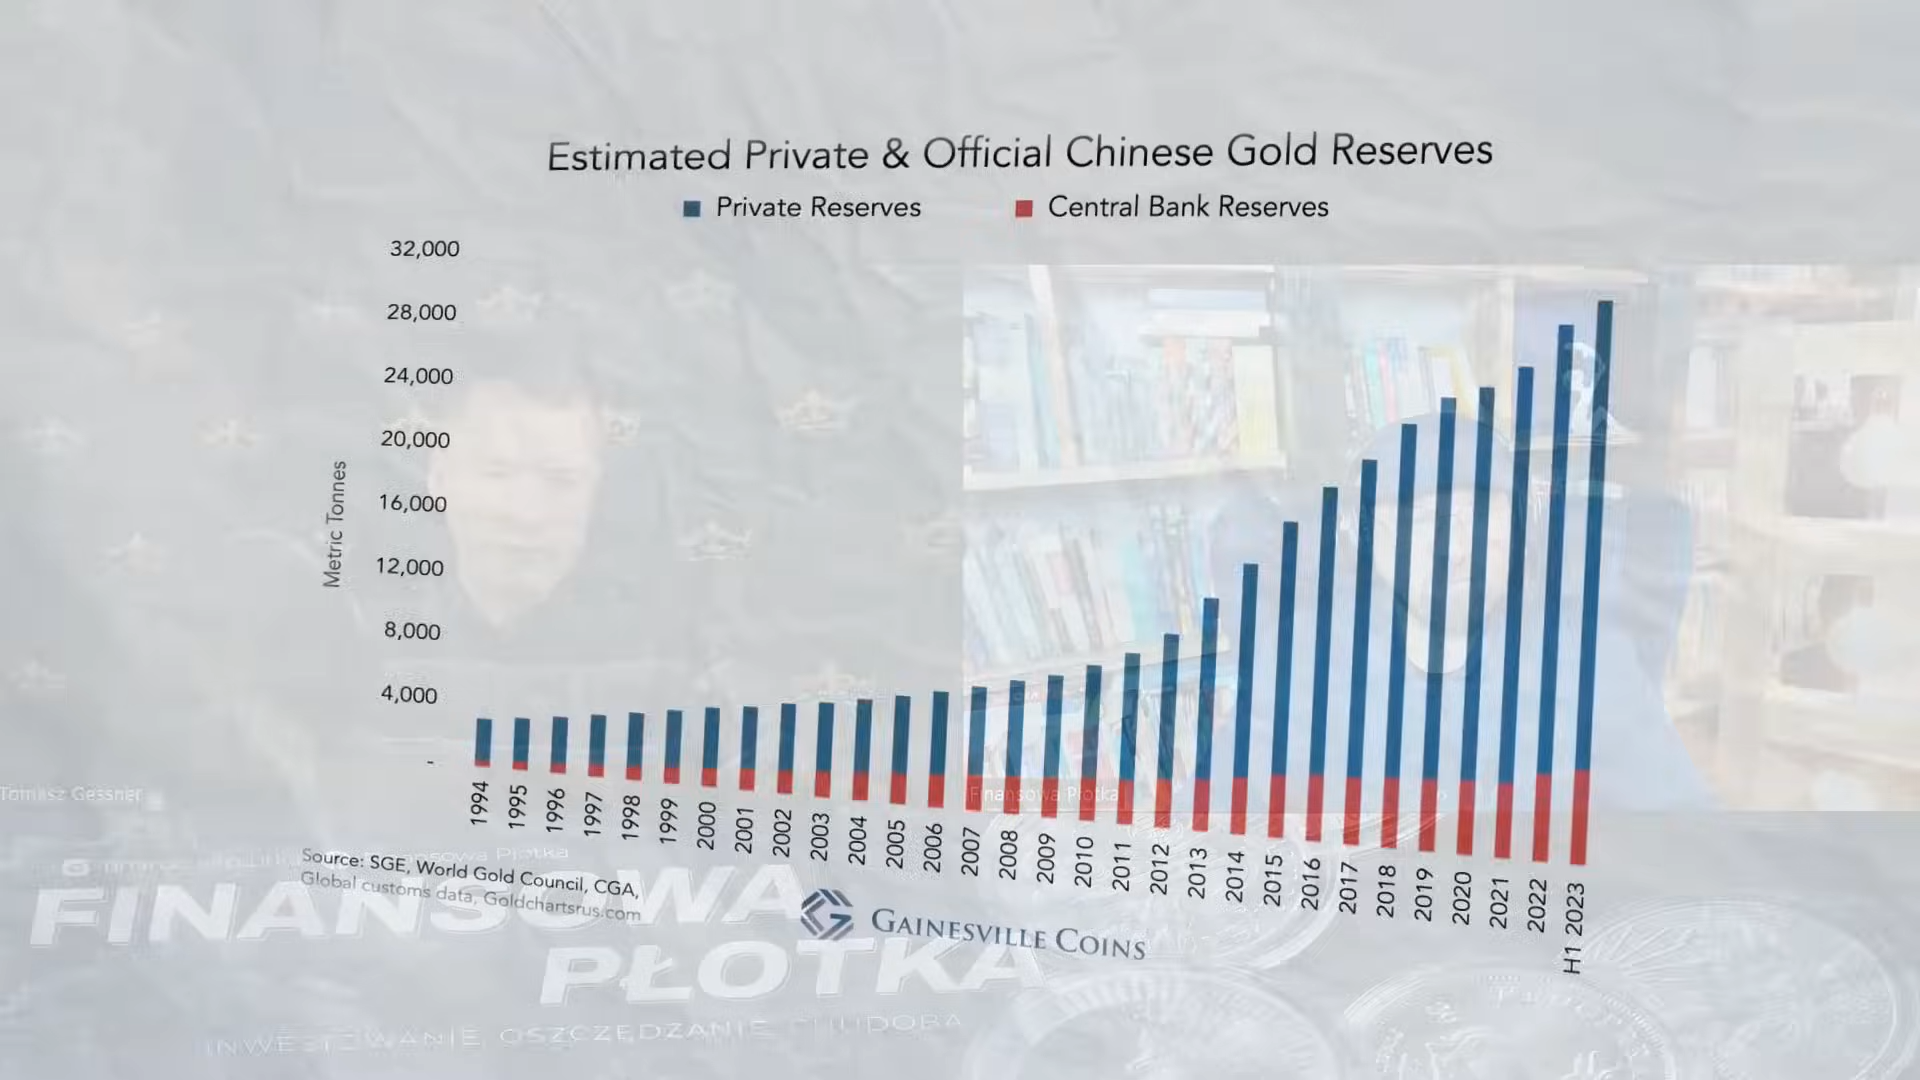 Estimated Private & Official Chinese Gold Reserves
Private Reserves
Central Bank Reserves
32,000
28,000
24,000
20,000
16,000
12,000
8,000
4,000
-
Metric Tonnes
1994
1995
1996
1997
1998
1999
2000
2001
2002
2003
2004
2005
2006
2007
2008
2009
2010
2011
2012
2013
2014
2015
2016
2017
2018
2019
2020
2021
2022
H1 2023
Tomasz Gessner
Finansowa Płotka
Source: SGE, World Gold Council, CGA,
Global customs data, Goldchartsrus.com
GAINESVILLE COINS
FINANSOWA
PŁOTKA
INWESTOWANIE OSZCZĘDZANIE